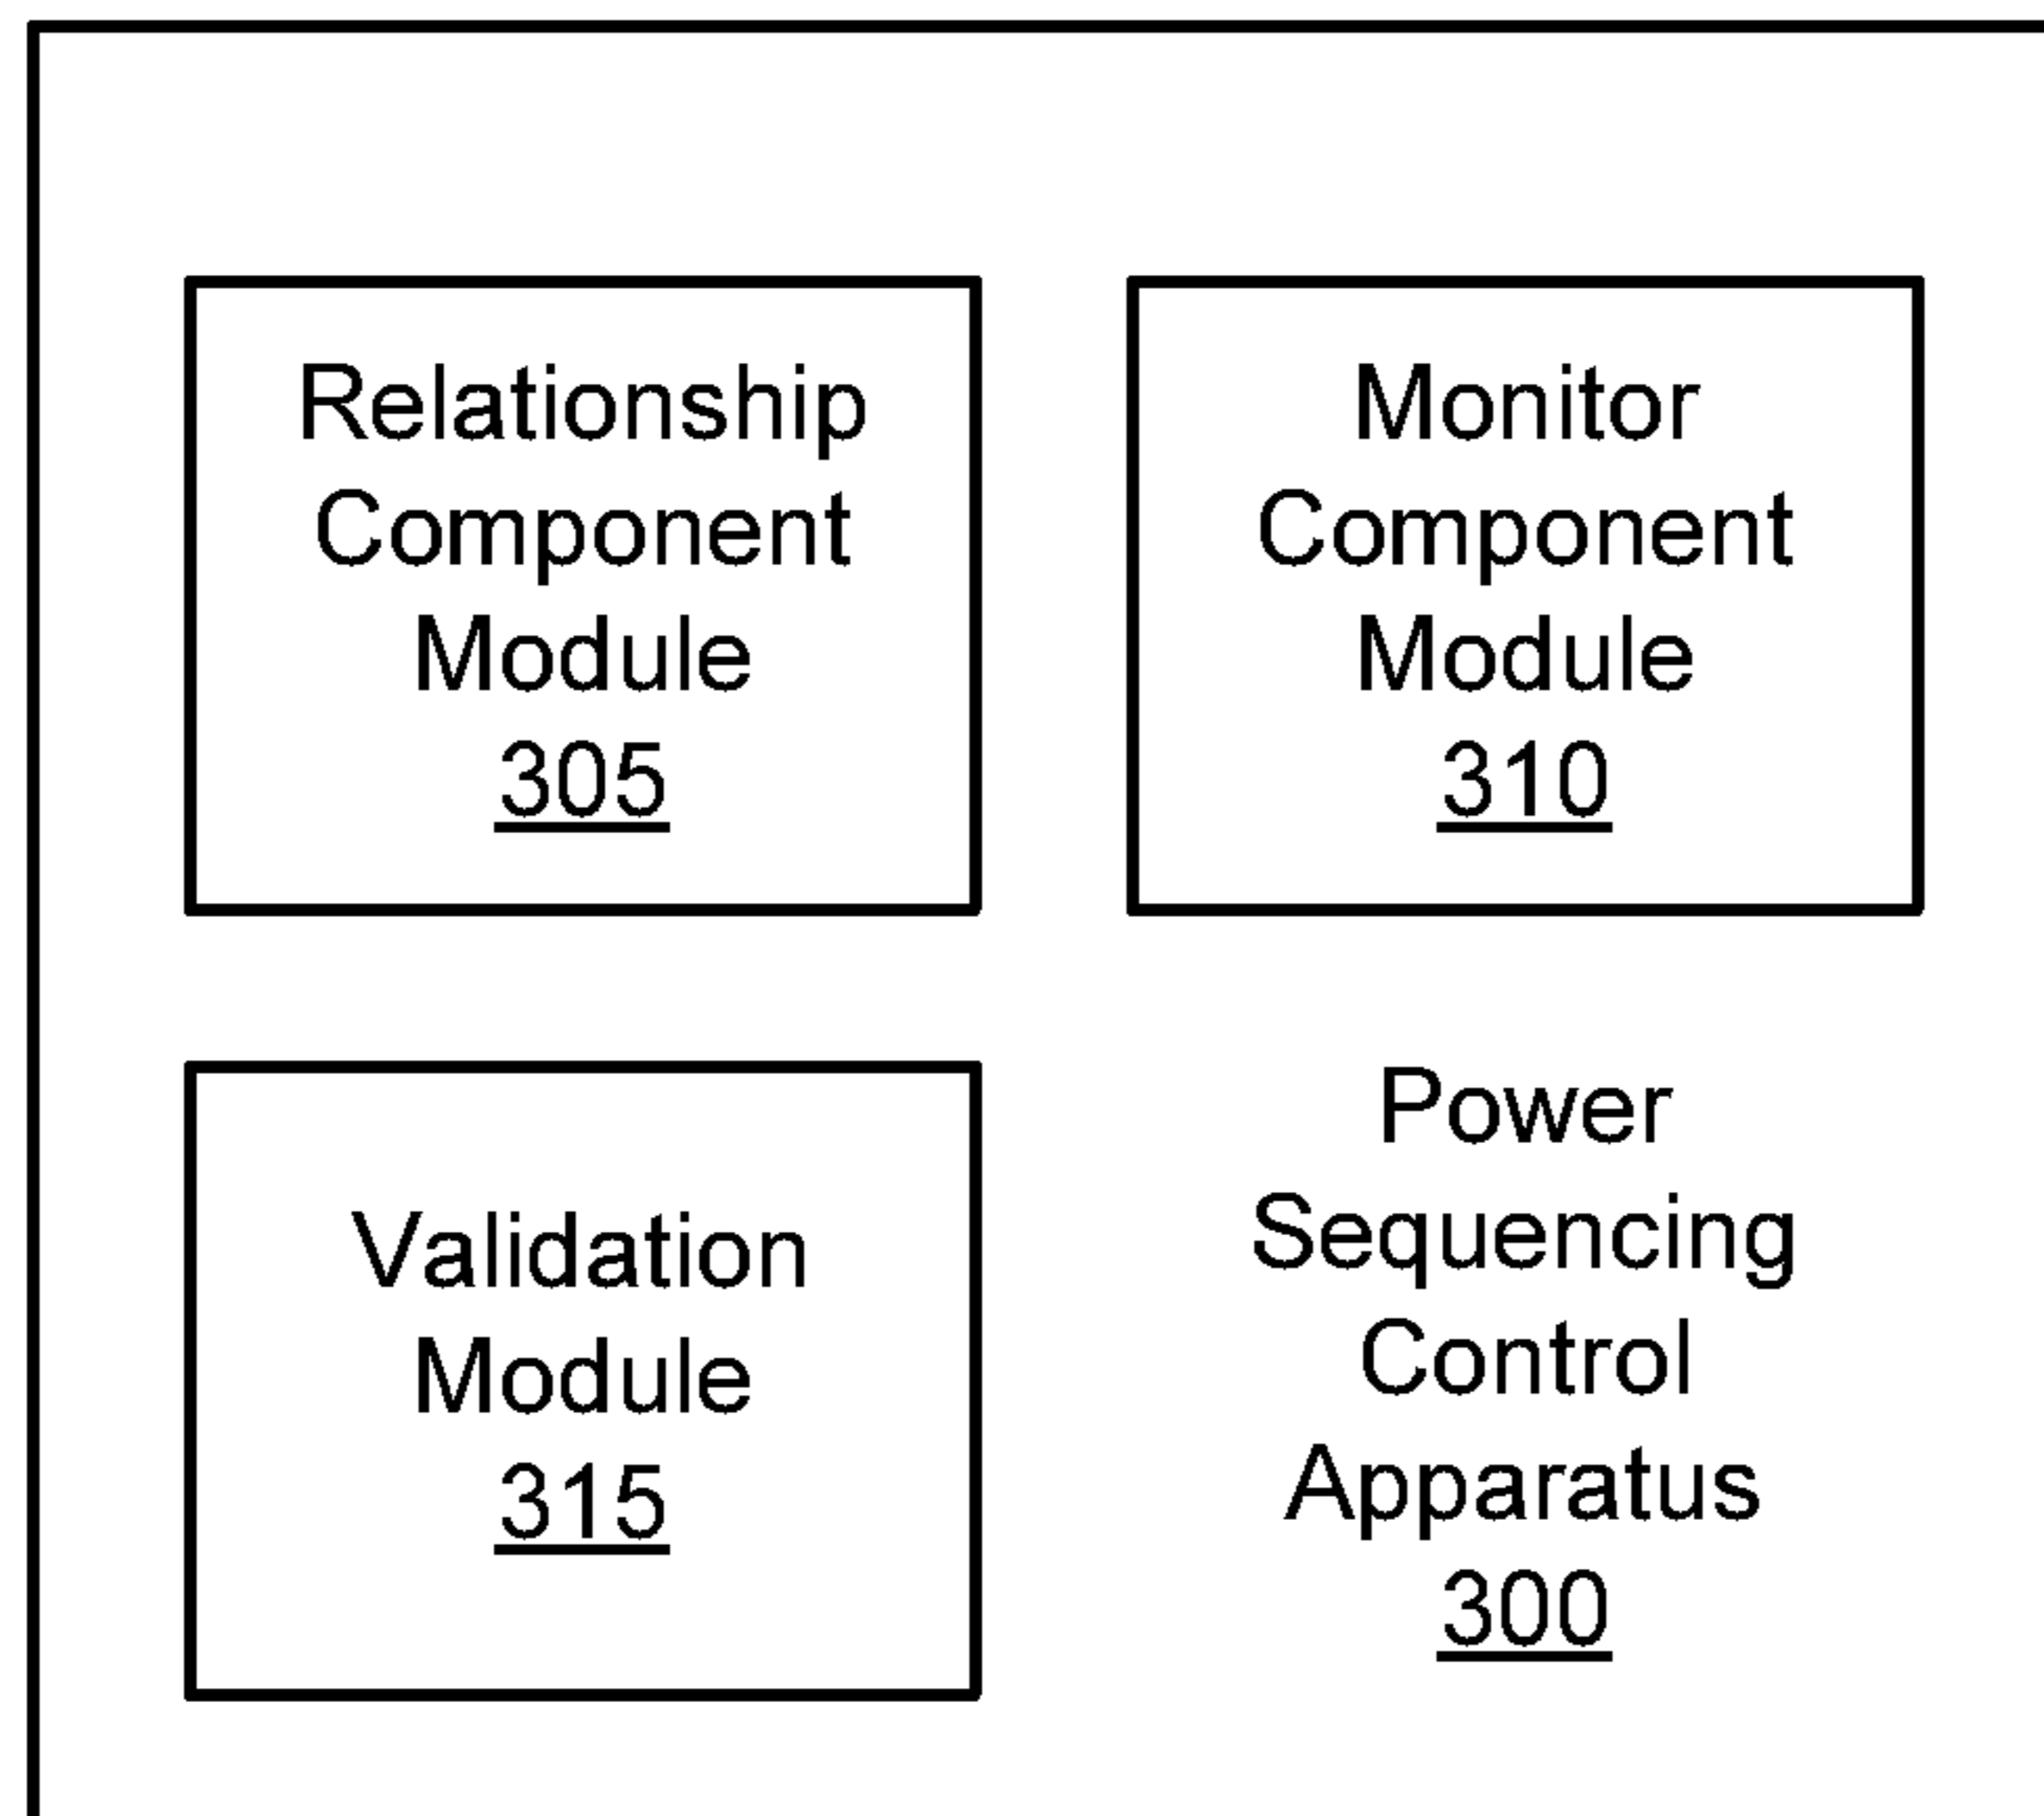 Relationship
Component
Module
305
Monitor
Component
Module
310
Validation
Module
315
Power
Sequencing
Control
Apparatus
300